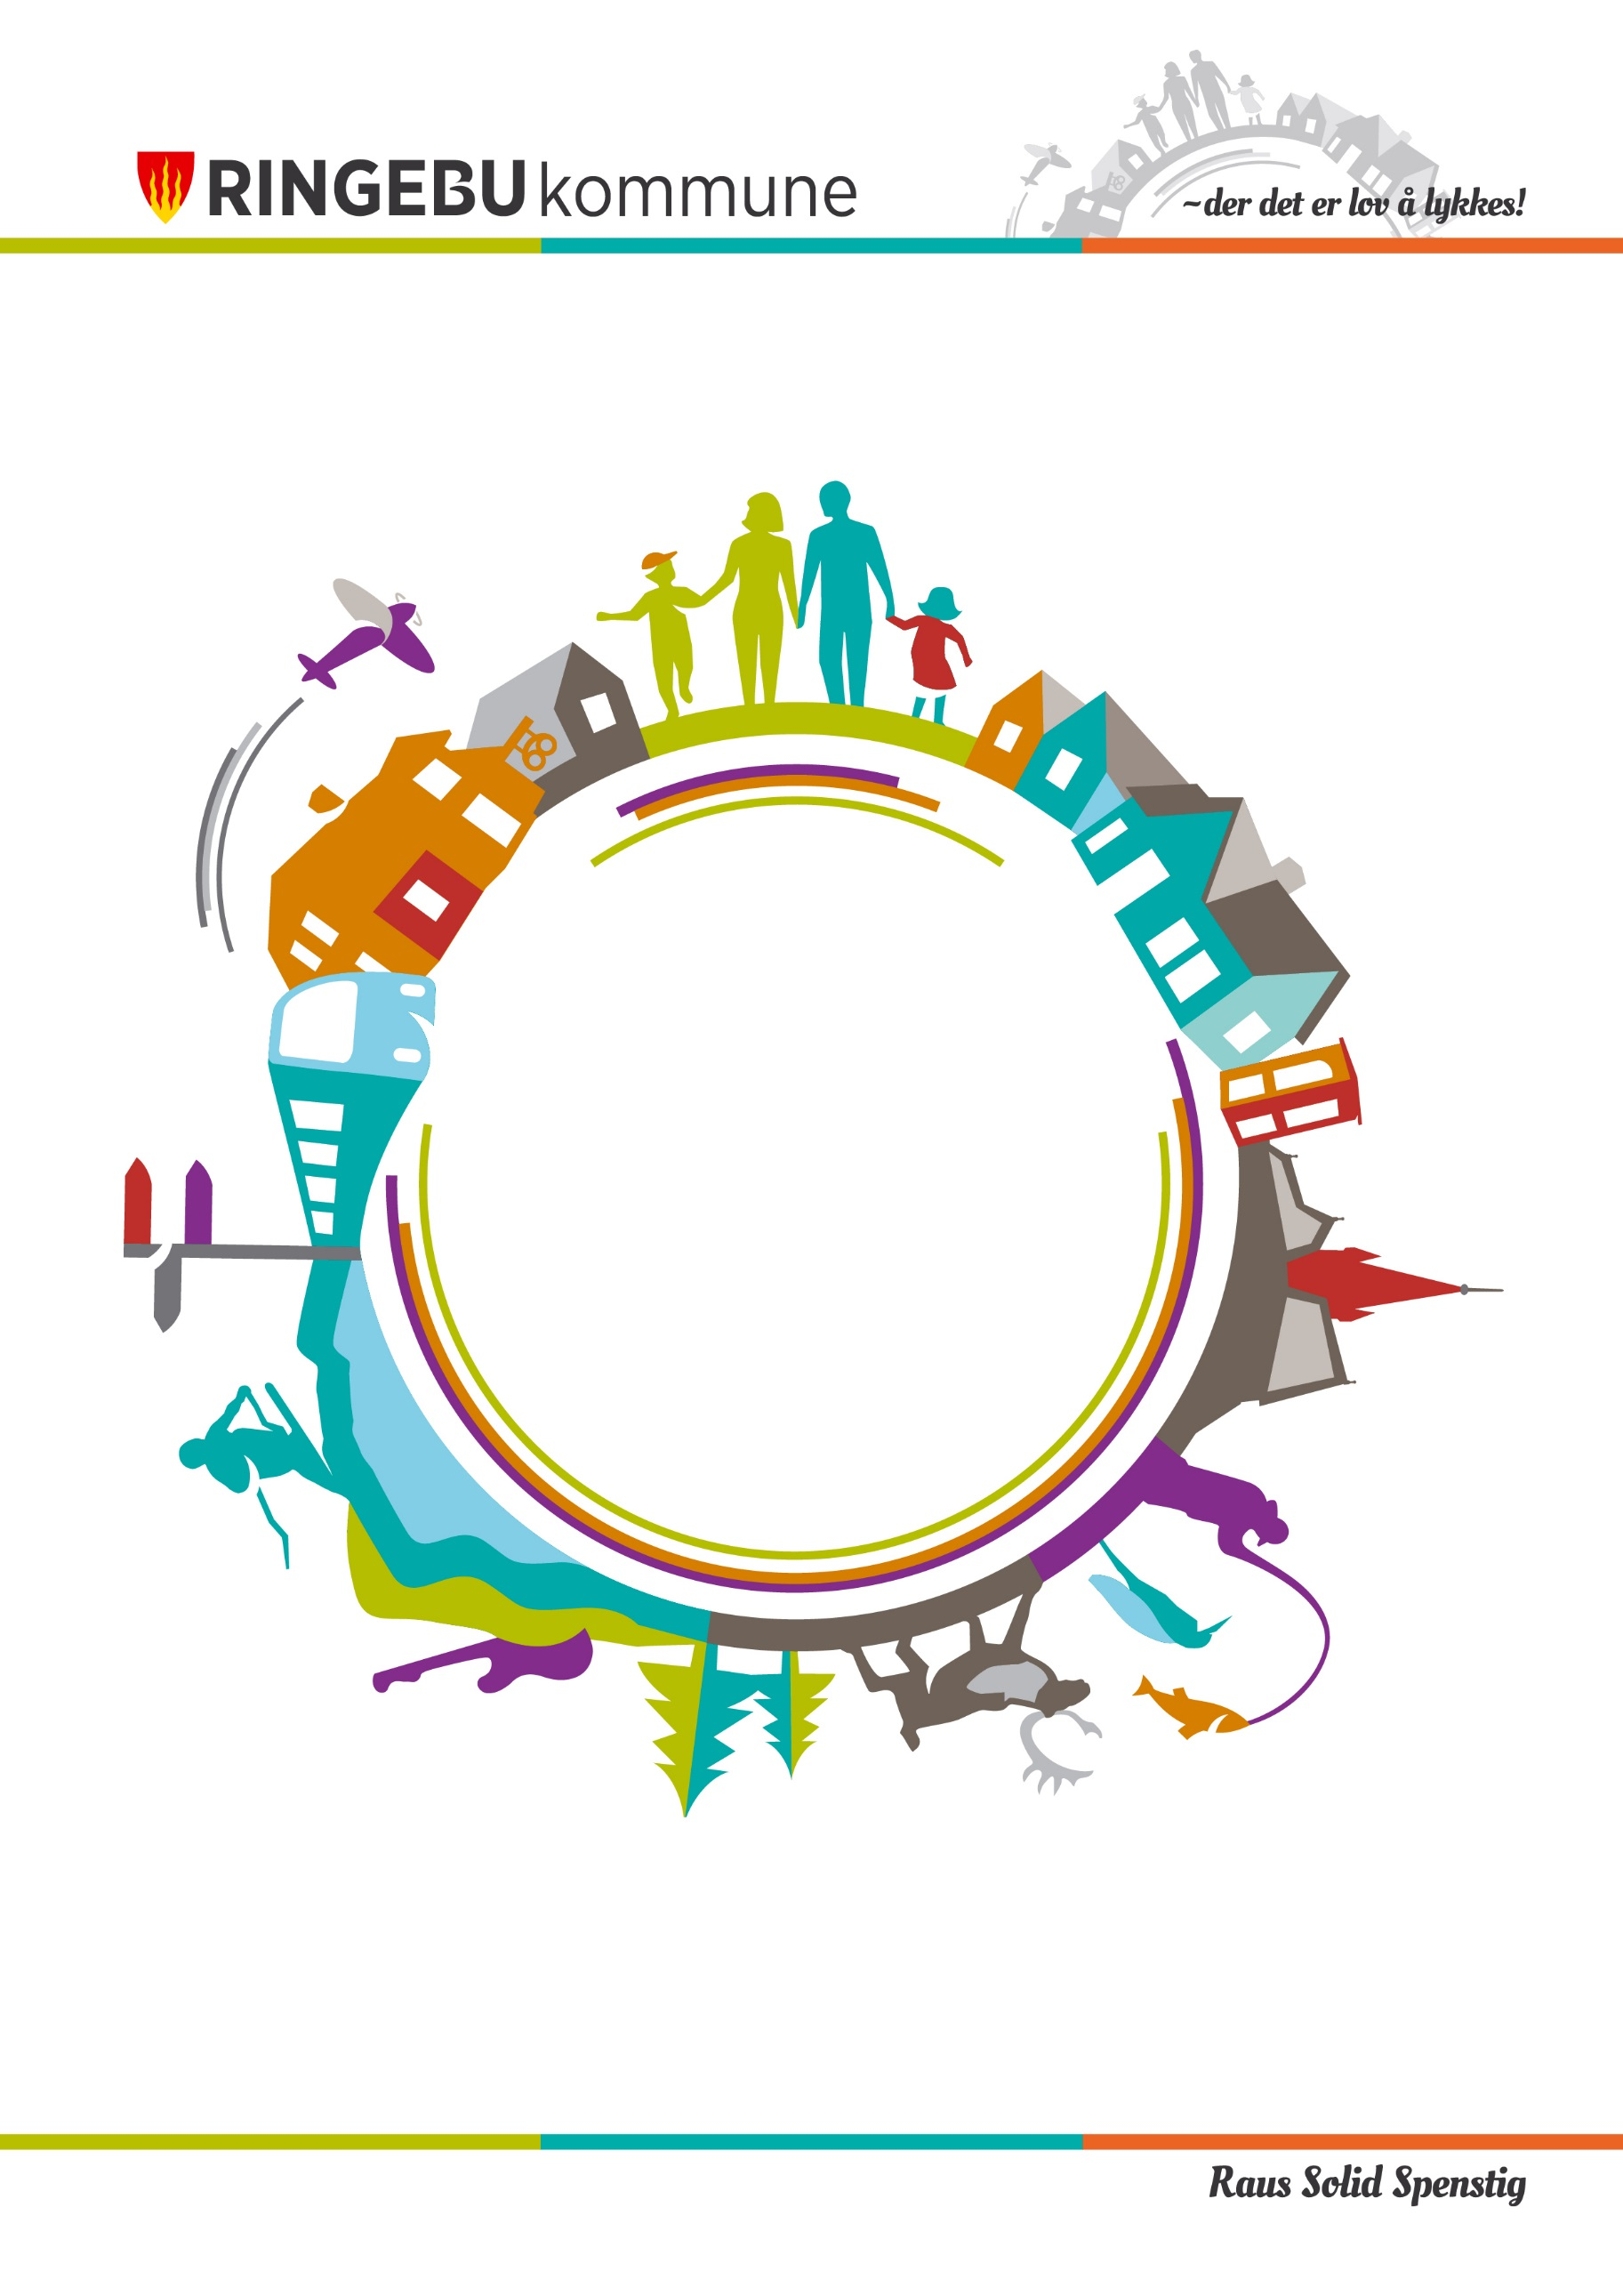 RINGEBU kommune
~der det er lov å lykkes!
Raus Solid Spenstig